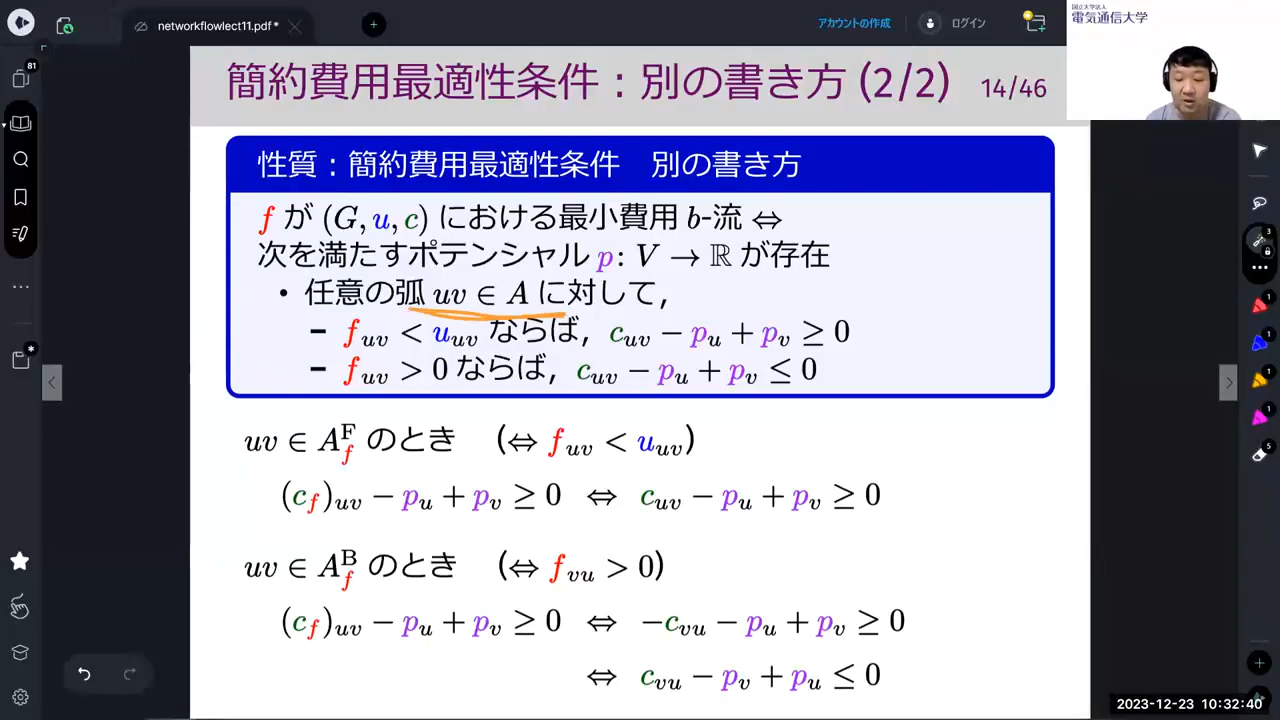 networkflowlect11.pdf*
アカウントの作成
ログイン
国立大学法人
電気通信大学
81
簡約費用最適性条件：別の書き方 (2/2) 14/46
性質：簡約費用最適性条件　別の書き方
f が (G, u, c) における最小費用 b-流 ⇔
次を満たすポテンシャル p: V → ℝ が存在
• 任意の弧 uv ∈ A に対して,
– f_uv < u_uv ならば, c_uv − p_u + p_v ≥ 0
– f_uv > 0 ならば, c_uv − p_u + p_v ≤ 0
uv ∈ A_f^F のとき (⇔ f_uv < u_uv)
(c_f)_uv − p_u + p_v ≥ 0 ⇔ c_uv − p_u + p_v ≥ 0
uv ∈ A_f^B のとき (⇔ f_vu > 0)
(c_f)_uv − p_u + p_v ≥ 0 ⇔ −c_vu − p_u + p_v ≥ 0
⇔ c_vu − p_v + p_u ≤ 0
3
1
1
1
1
5
2023-12-23 10:32:40